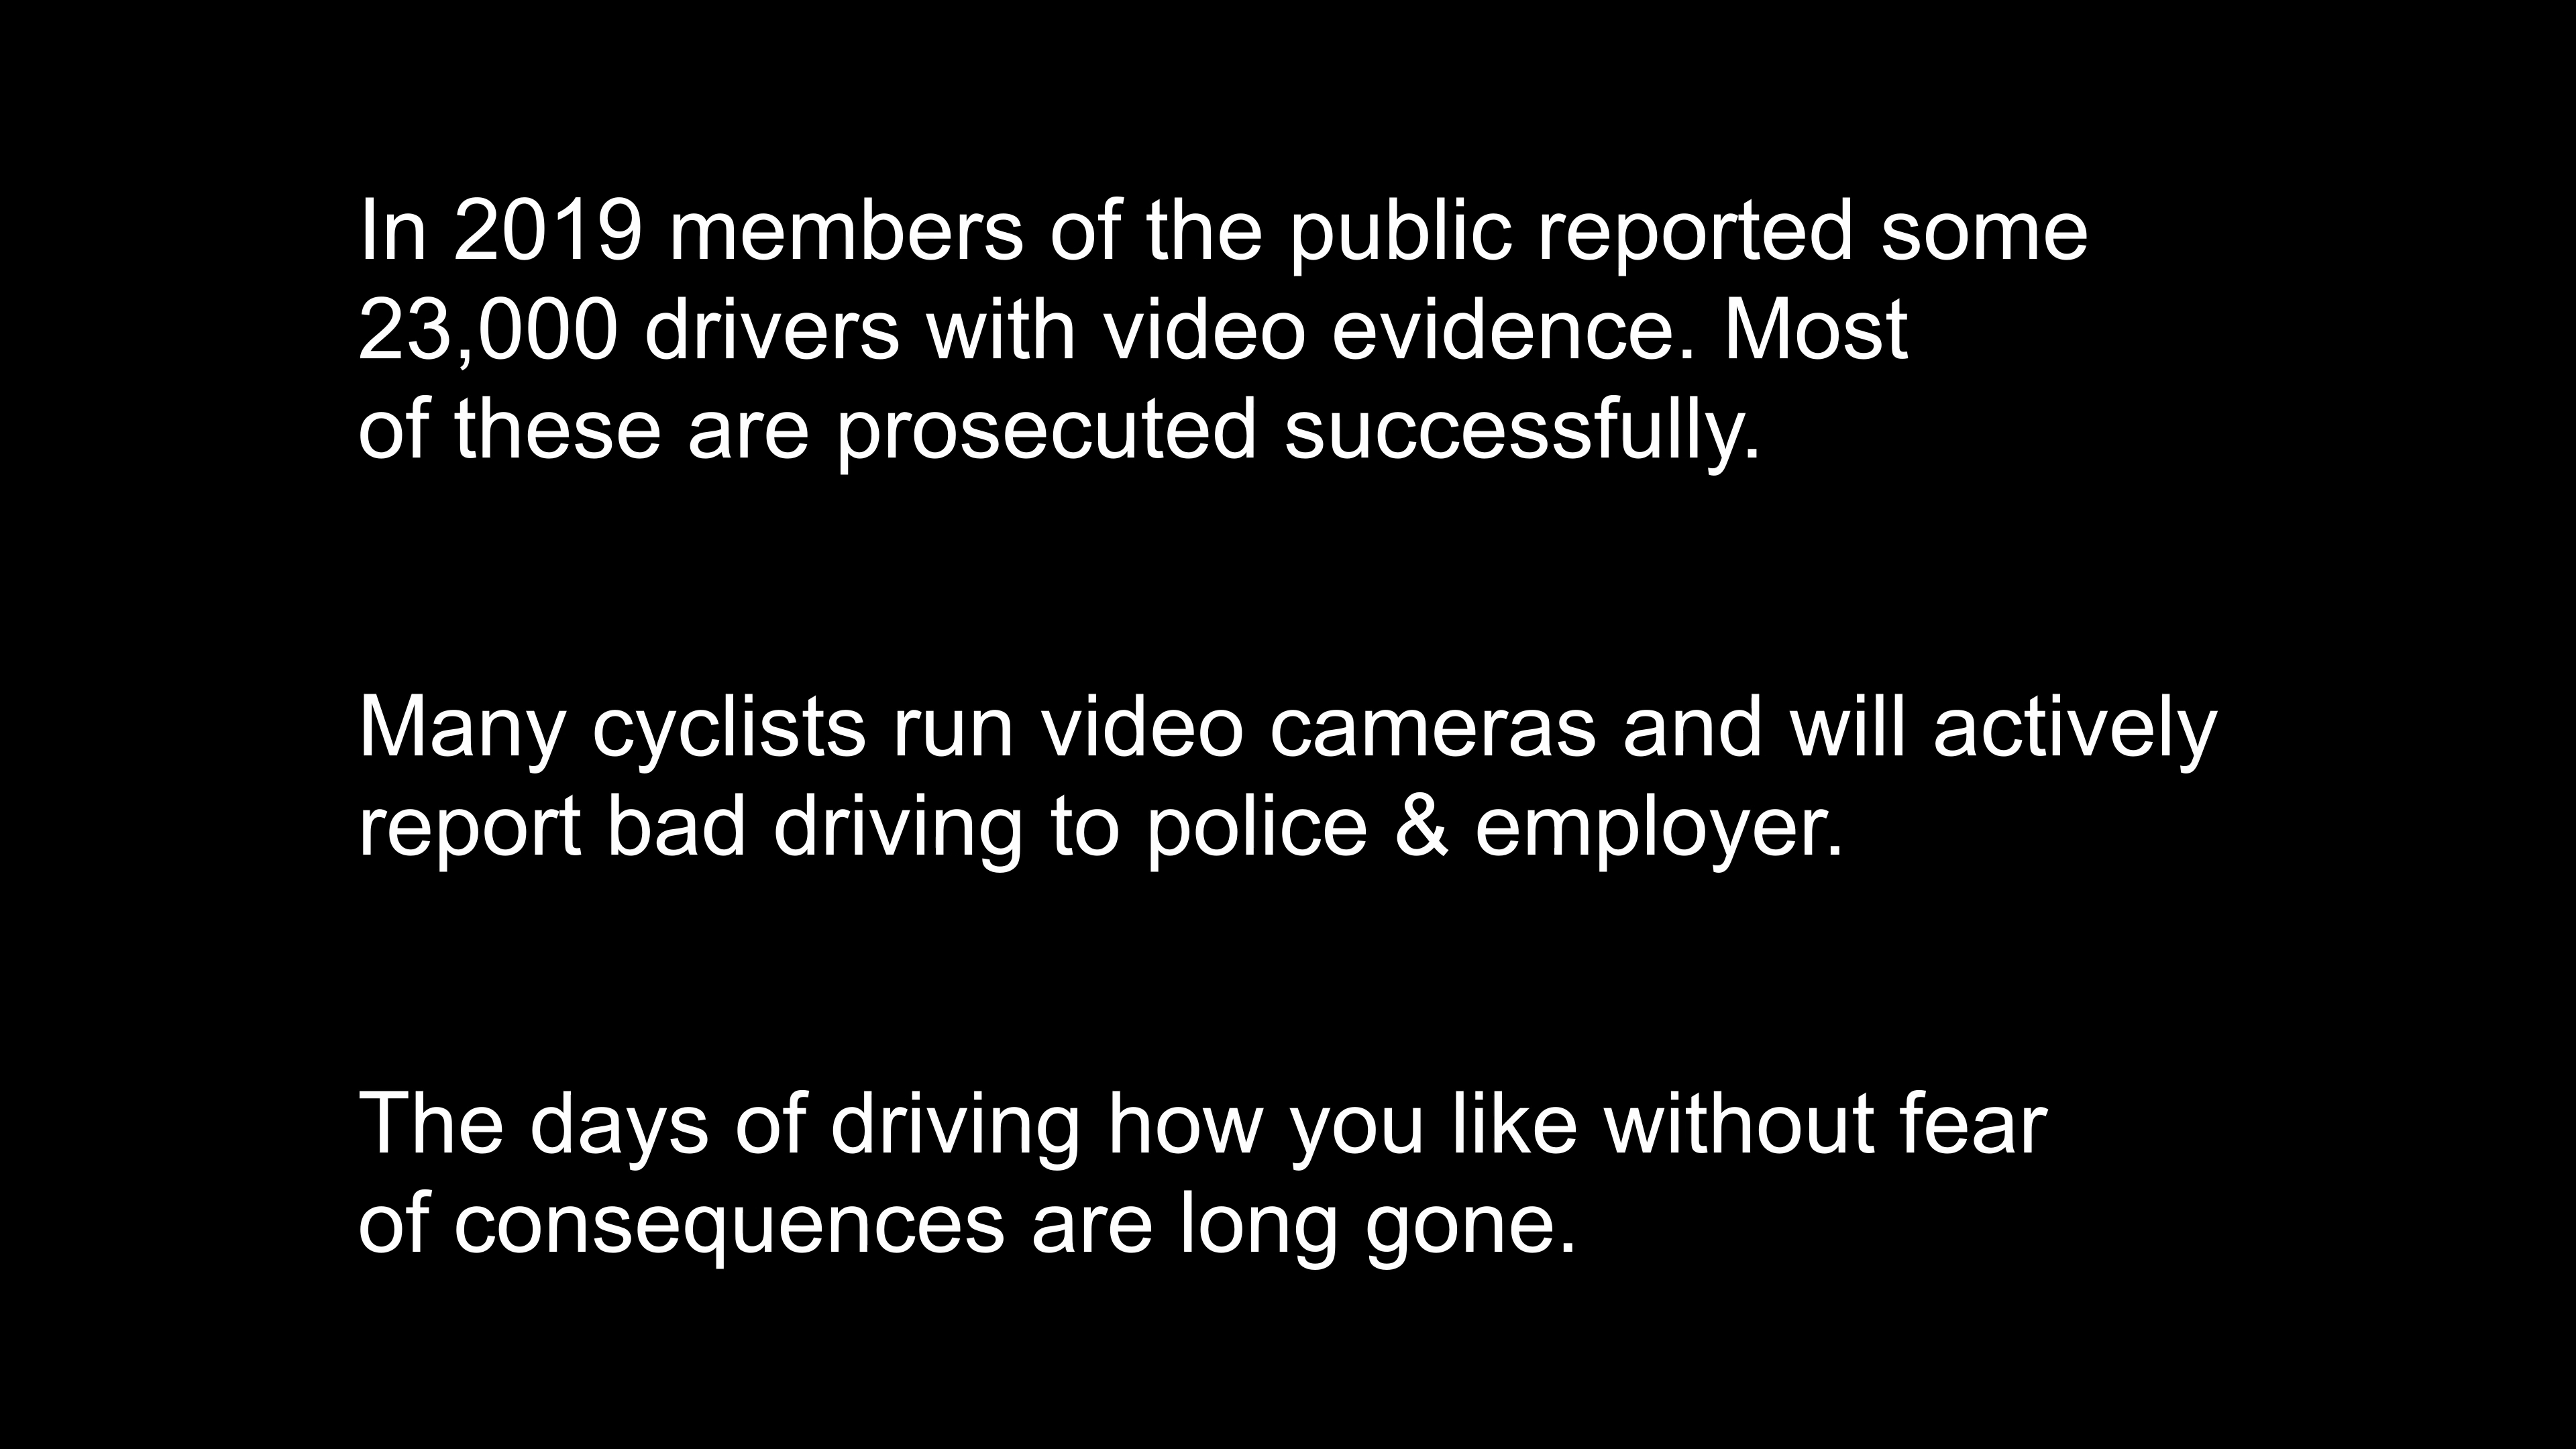 In 2019 members of the public reported some
23,000 drivers with video evidence. Most
of these are prosecuted successfully.
Many cyclists run video cameras and will actively
report bad driving to police & employer.
The days of driving how you like without fear
of consequences are long gone.